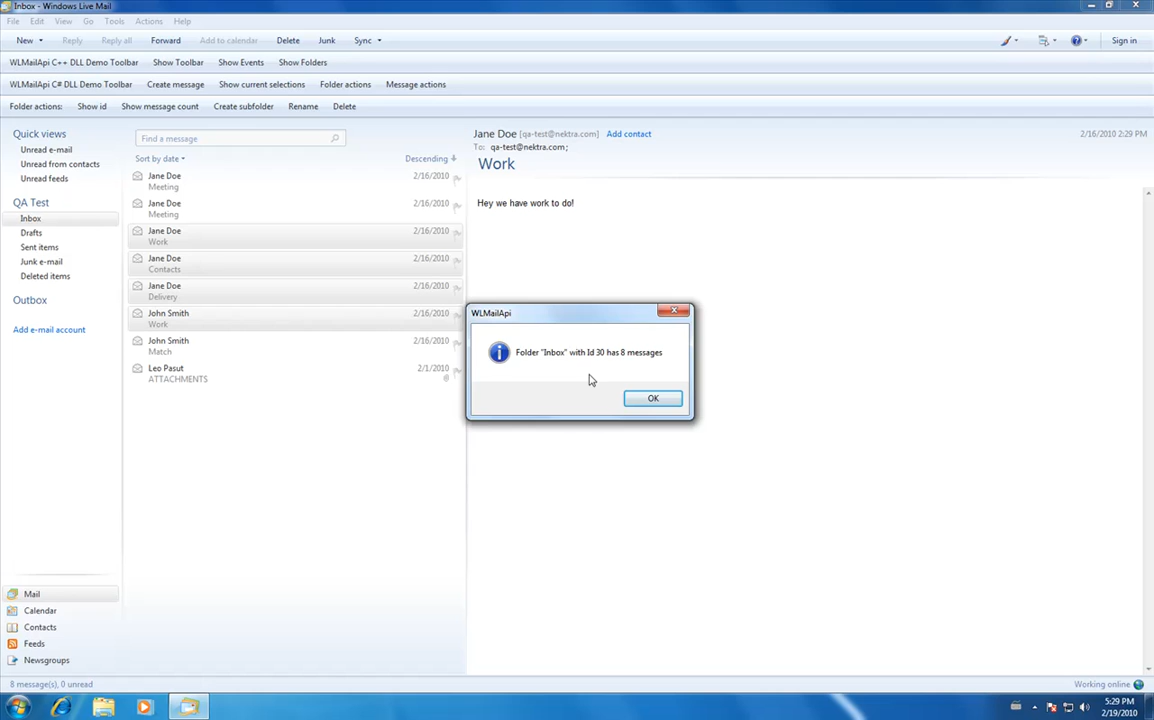 Inbox - Windows Live Mail
File Edit View Go Tools Actions Help
New Reply Reply all Forward Add to calendar Delete Junk Sync Sign in
WLMailApi C++ DLL Demo Toolbar Show Toolbar Show Events Show Folders
WLMailApi C# DLL Demo Toolbar Create message Show current selections Folder actions Message actions
Folder actions: Show id Show message count Create subfolder Rename Delete
Quick views
Unread e-mail
Unread from contacts
Unread feeds
QA Test
Inbox
Drafts
Sent items
Junk e-mail
Deleted items
Outbox
Add e-mail account
Mail
Calendar
Contacts
Feeds
Newsgroups
Find a message
Sort by date Descending
Jane Doe 2/16/2010
Meeting
Jane Doe 2/16/2010
Meeting
Jane Doe 2/16/2010
Work
Jane Doe 2/16/2010
Contacts
Jane Doe 2/16/2010
Delivery
John Smith 2/16/2010
Work
John Smith 2/16/2010
Match
Leo Pasut 2/1/2010
ATTACHMENTS
Jane Doe [qa-test@nektra.com] Add contact 2/16/2010 2:29 PM
To: qa-test@nektra.com;
Work
Hey we have work to do!
WLMailApi
Folder "Inbox" with Id 30 has 8 messages
OK
8 message(s), 0 unread Working online
5:29 PM
2/19/2010